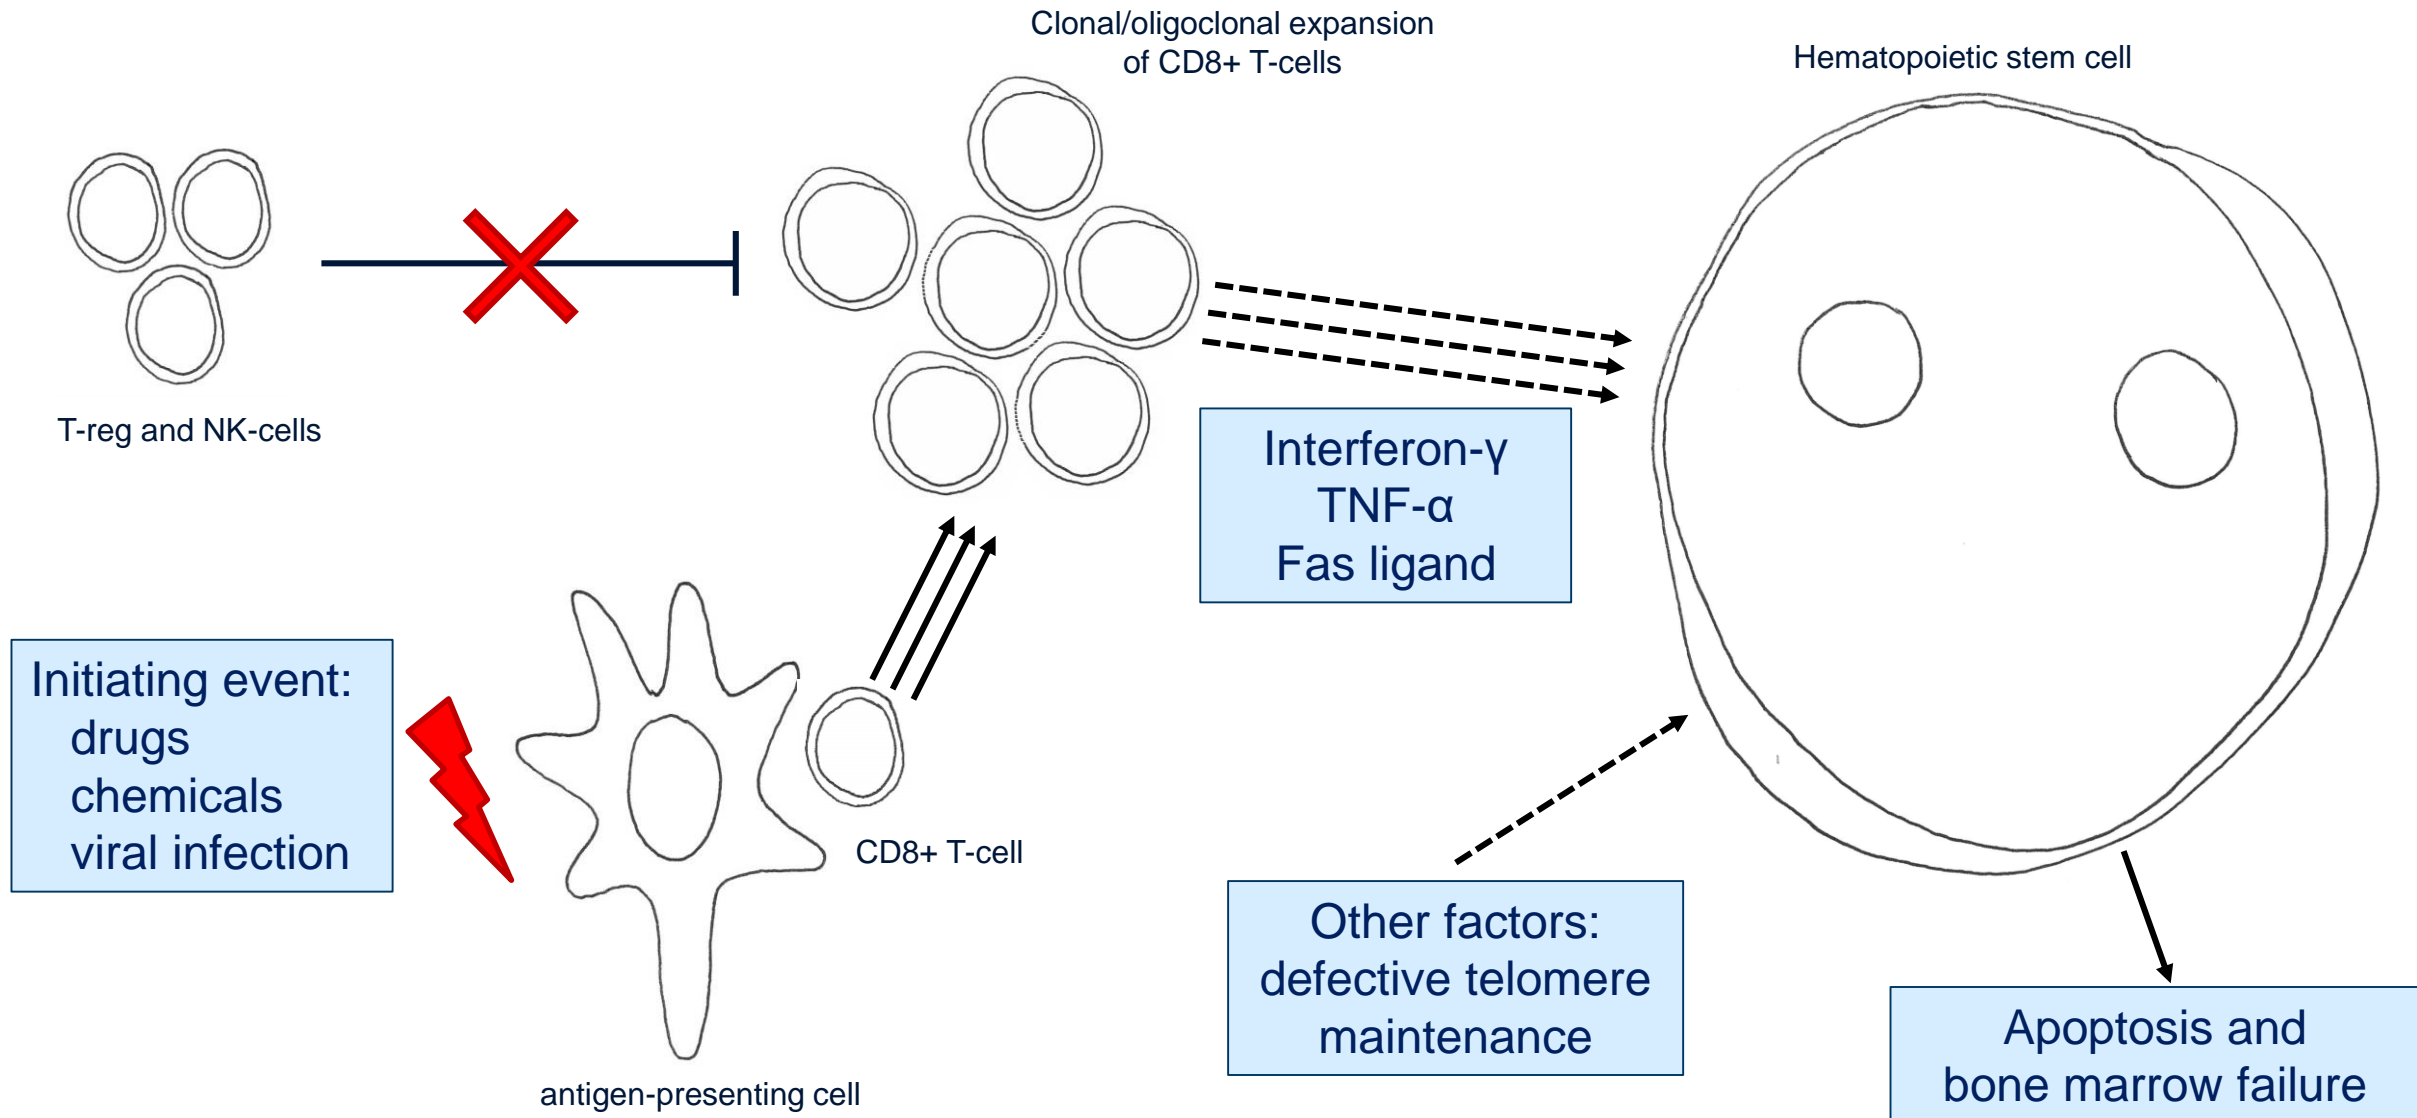 Clonal/oligoclonal expansion
of CD8+ T-cells
Hematopoietic stem cell
T-reg and NK-cells
Interferon-γ
TNF-α
Fas ligand
Initiating event:
drugs
chemicals
viral infection
CD8+ T-cell
antigen-presenting cell
Other factors:
defective telomere
maintenance
Apoptosis and
bone marrow failure